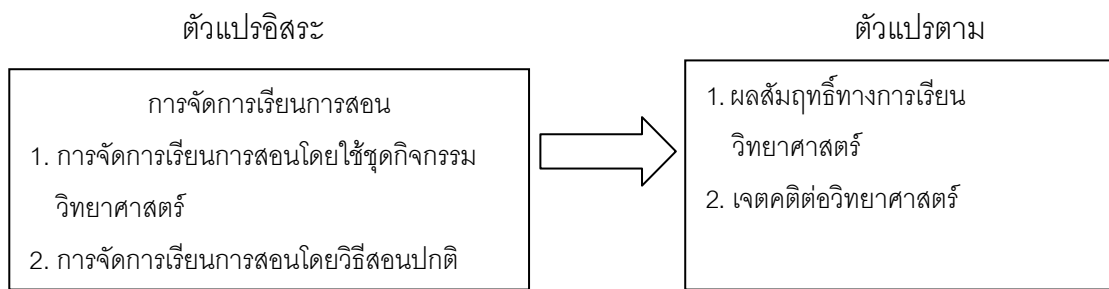 ตัวแปรอิสระ
การจัดการเรียนการสอน
1. การจัดการเรียนการสอนโดยใช้ชุดกิจกรรม
วิทยาศาสตร์
2. การจัดการเรียนการสอนโดยวิธีสอนปกติ
ตัวแปรตาม
1. ผลสัมฤทธิ์ทางการเรียน
วิทยาศาสตร์
2. เจตคติต่อวิทยาศาสตร์